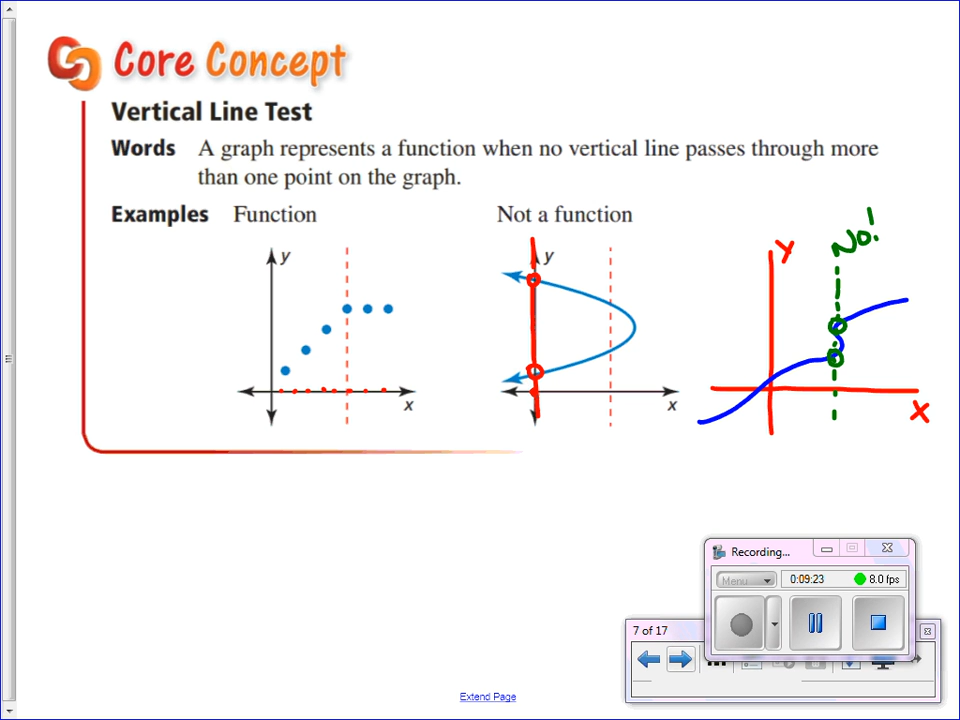 Core Concept
Vertical Line Test
Words A graph represents a function when no vertical line passes through more
than one point on the graph.
Examples Function
Not a function
y
x
y
x
Y
No!
X
Recording...
Menu
0:09:23
8.0 fps
7 of 17
Extend Page